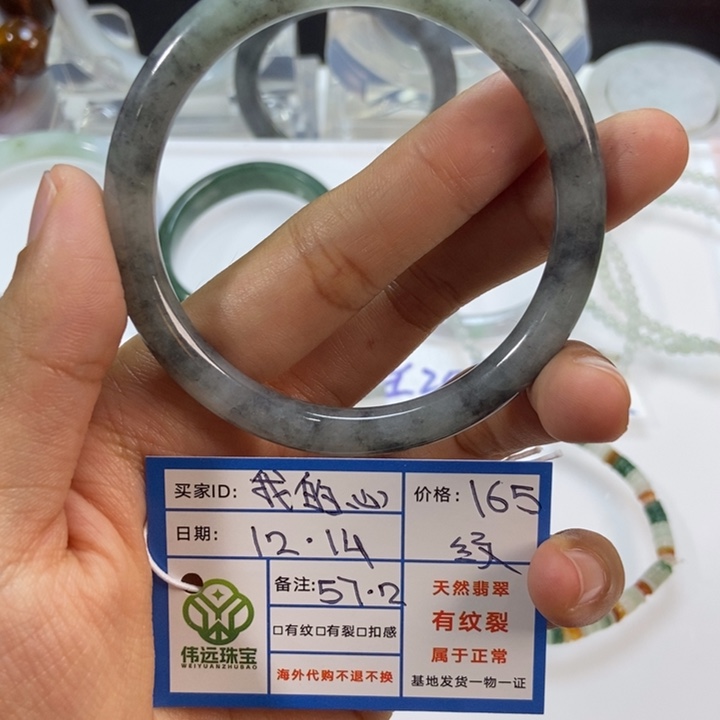 买家ID: 我的心
价格: 165
纹
日期: 12.14
备注: 57.2
□有纹□有裂□扣感
海外代购不退不换
天然翡翠
有纹裂
属于正常
基地发货一物一证
伟远珠宝
WEIYUANZHUBAO